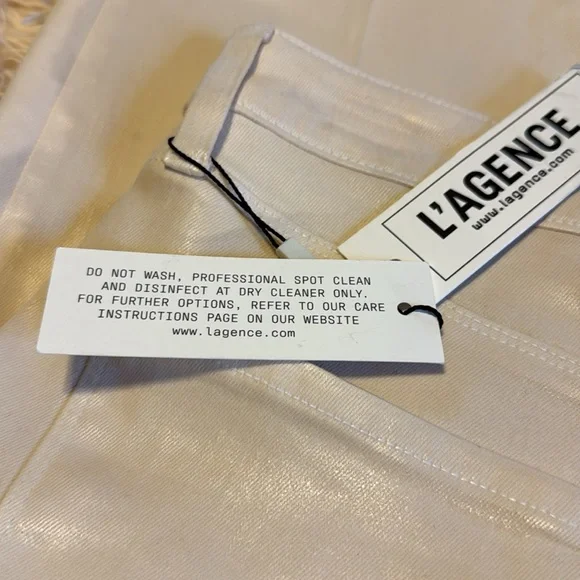 L'AGENCE
www.lagence.com
DO NOT WASH, PROFESSIONAL SPOT CLEAN
AND DISINFECT AT DRY CLEANER ONLY.
FOR FURTHER OPTIONS, REFER TO OUR CARE
INSTRUCTIONS PAGE ON OUR WEBSITE
www.lagence.com